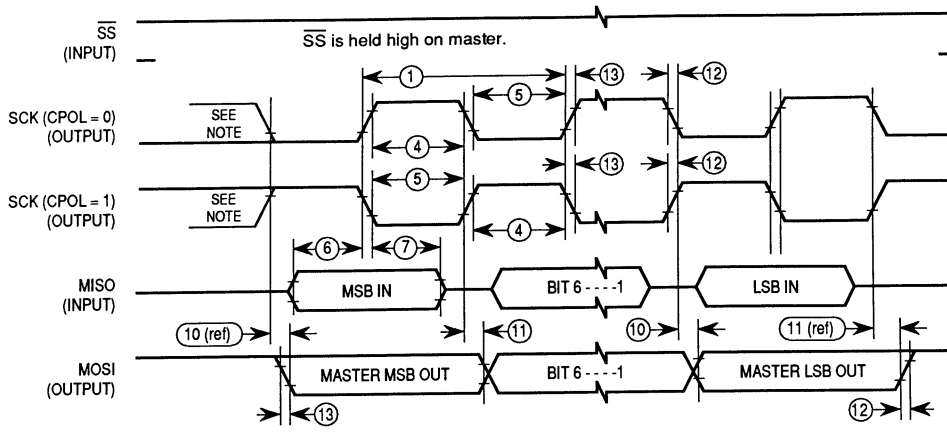 SS
(INPUT)
SS is held high on master.
1
13
12
5
SCK (CPOL = 0)
(OUTPUT)
SEE
NOTE
4
13
12
5
SCK (CPOL = 1)
(OUTPUT)
SEE
NOTE
4
6
7
MISO
(INPUT)
MSB IN
BIT 6 - - - - 1
LSB IN
10 (ref)
11
10
11 (ref)
MOSI
(OUTPUT)
MASTER MSB OUT
BIT 6 - - - - 1
MASTER LSB OUT
13
12